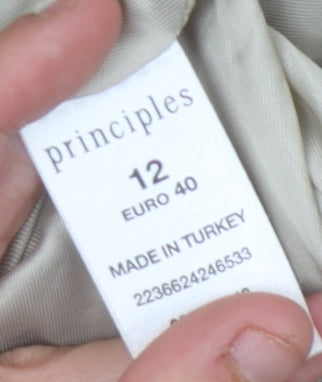 principles
12
EURO 40
MADE IN TURKEY
2236624246533